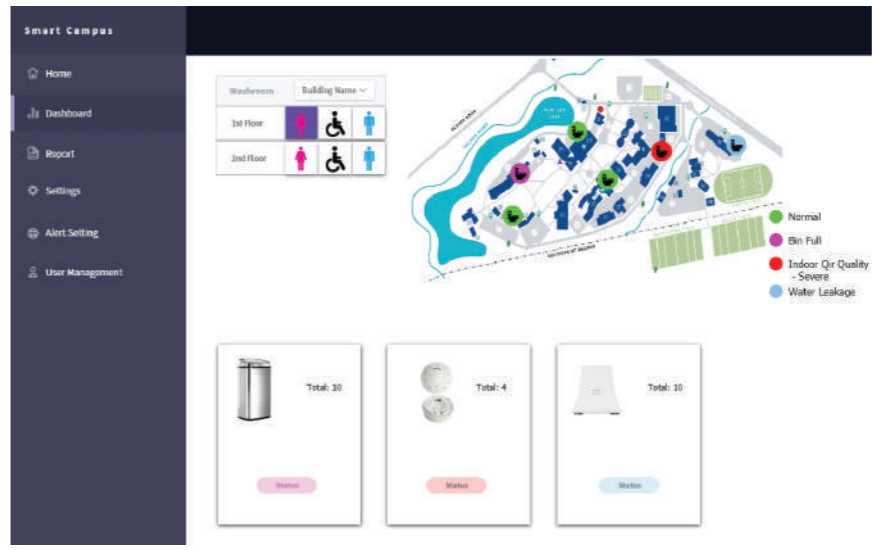 Smart Campus
Home
Dashboard
Report
Settings
Alert Setting
User Management
Washroom
Building Name
1st Floor
2nd Floor
Normal
Bin Full
Indoor Qir Quality
- Severe
Water Leakage
Total: 10
Total: 4
Total: 10
Status
Status
Status